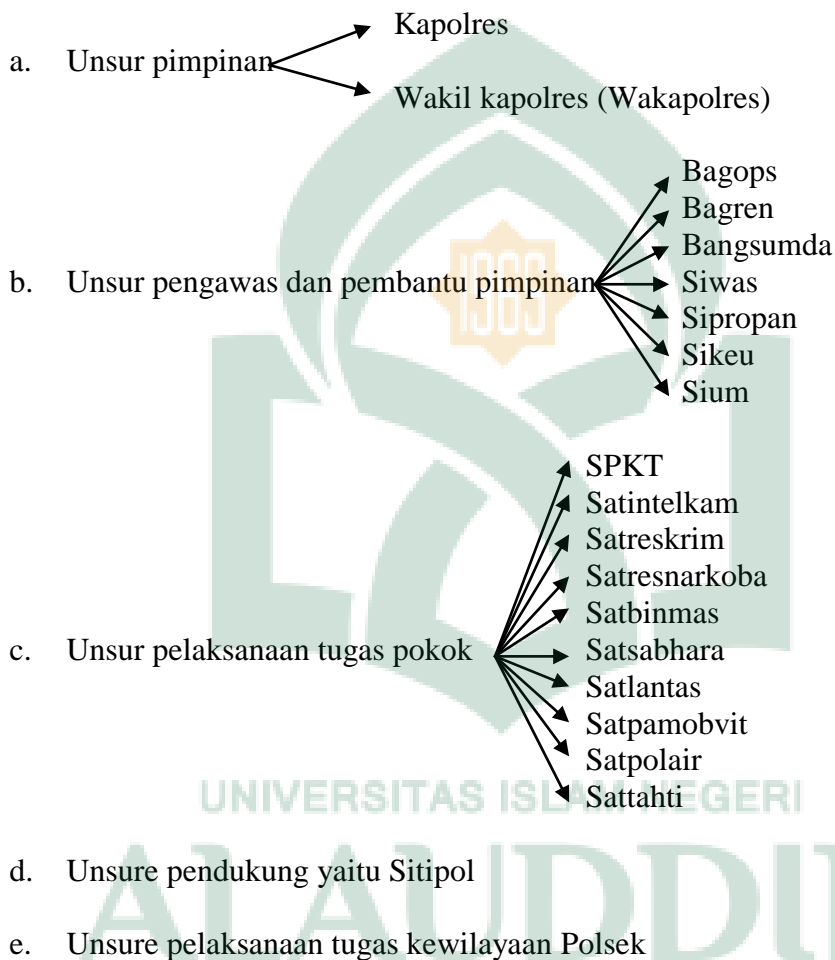 Kapolres
a. Unsur pimpinan
Wakil kapolres (Wakapolres)
Bagops
Bagren
Bangsumda
b. Unsur pengawas dan pembantu pimpinan
Siwas
Sipropan
Sikeu
Sium
SPKT
Satintelkam
Satreskrim
Satresnarkoba
Satbinmas
c. Unsur pelaksanaan tugas pokok
Satsabhara
Satlantas
Satpamobvit
Satpolair
Sattahti
d. Unsure pendukung yaitu Sitipol
e. Unsure pelaksanaan tugas kewilayaan Polsek
1965
UNIVERSITAS ISLAM NEGERI